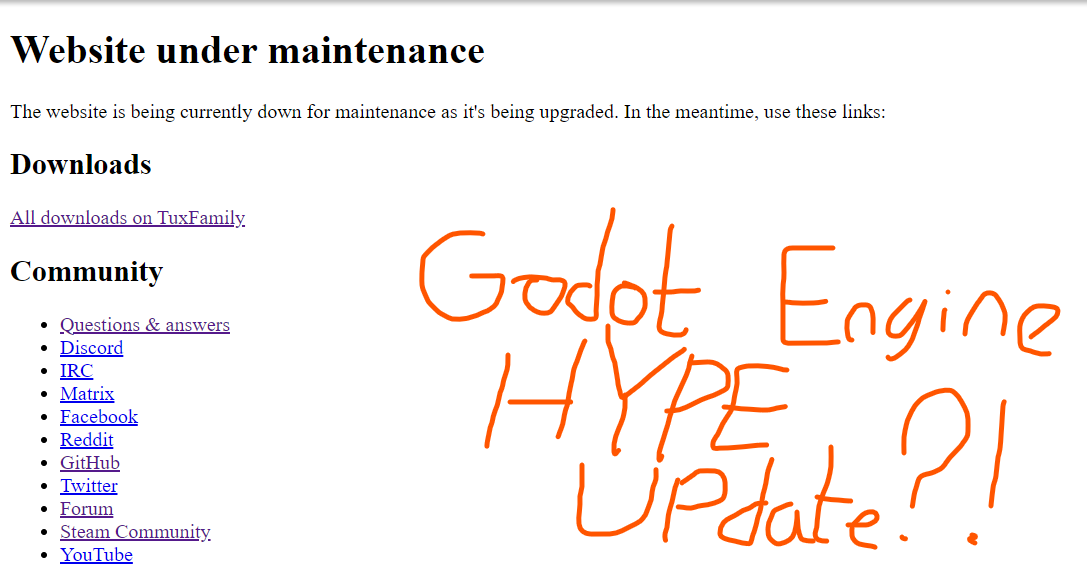 Website under maintenance
The website is being currently down for maintenance as it's being upgraded. In the meantime, use these links:
Downloads
All downloads on TuxFamily
Community
Questions & answers
Discord
IRC
Matrix
Facebook
Reddit
GitHub
Twitter
Forum
Steam Community
YouTube
Godot Engine
HYPE
UPdate?!